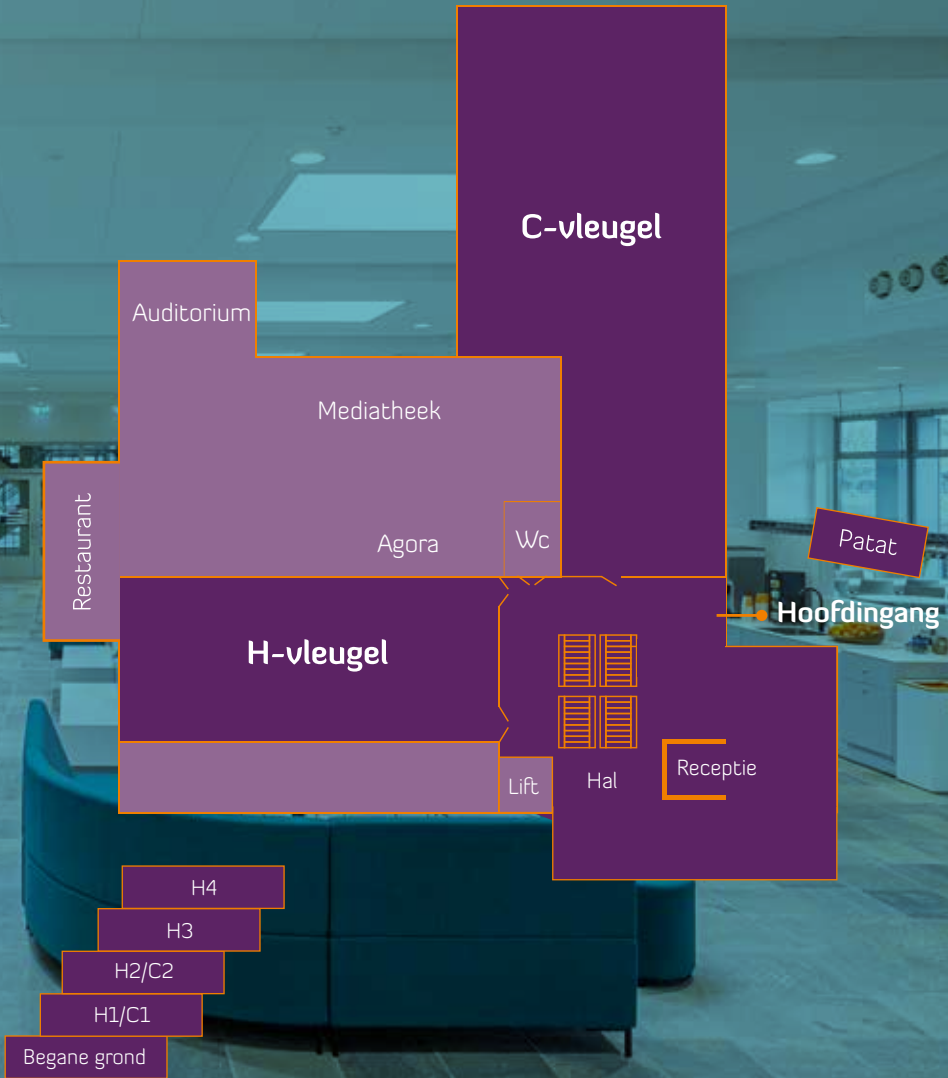 C-vleugel
Auditorium
Mediatheek
Restaurant
Agora
Wc
Patat
Hoofdingang
H-vleugel
Receptie
Lift
Hal
H4
H3
H2/C2
H1/C1
Begane grond